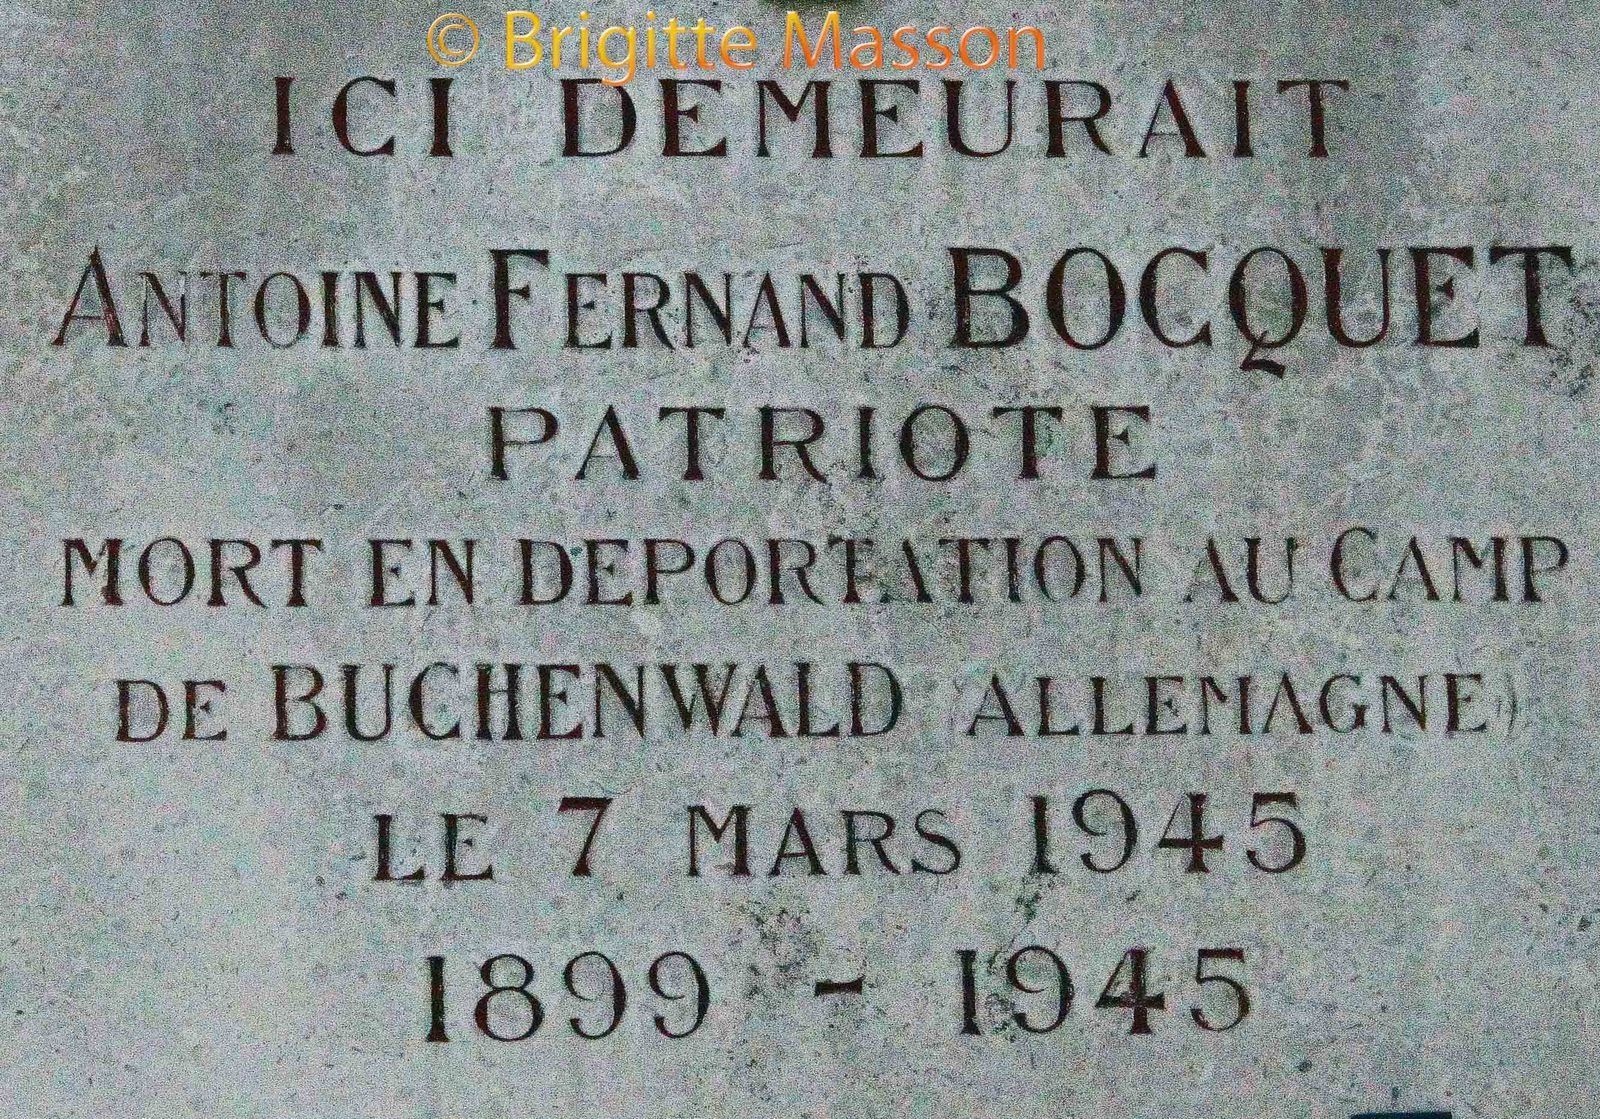 © Brigitte Masson
ICI DEMEURAIT
ANTOINE FERNAND BOCQUET
PATRIOTE
MORT EN DEPORTATION AU CAMP
DE BUCHENWALD (ALLEMAGNE)
LE 7 MARS 1945
1899 - 1945